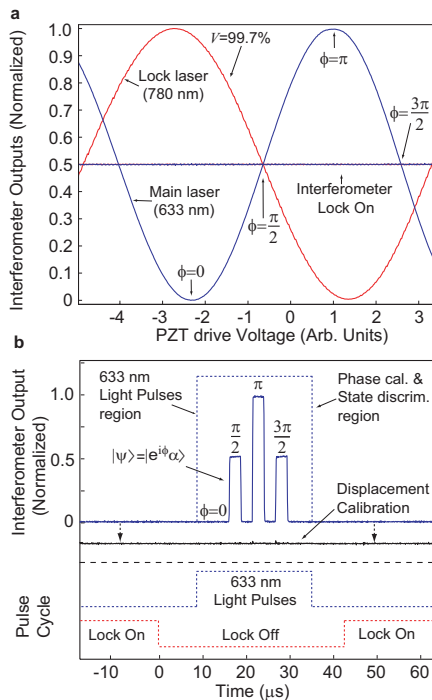 a
Interferometer Outputs (Normalized)
1.0
0.9
0.8
0.7
0.6
0.5
0.4
0.3
0.2
0.1
0
V=99.7%
Lock laser
(780 nm)
ϕ=π
ϕ=3π/2
Main laser
(633 nm)
Interferometer
Lock On
ϕ=π/2
ϕ=0
-4 -3 -2 -1 0 1 2 3
PZT drive Voltage (Arb. Units)
b
Interferometer Output
(Normalized)
1.0
0.5
0
633 nm
Light Pulses
region
π
Phase cal. &
State discrim.
region
π/2
3π/2
|ψ⟩=|e^{iϕ}α⟩
ϕ=0
Displacement
Calibration
Pulse
Cycle
633 nm
Light Pulses
Lock On
Lock Off
Lock On
-10 0 10 20 30 40 50
Time (μs)